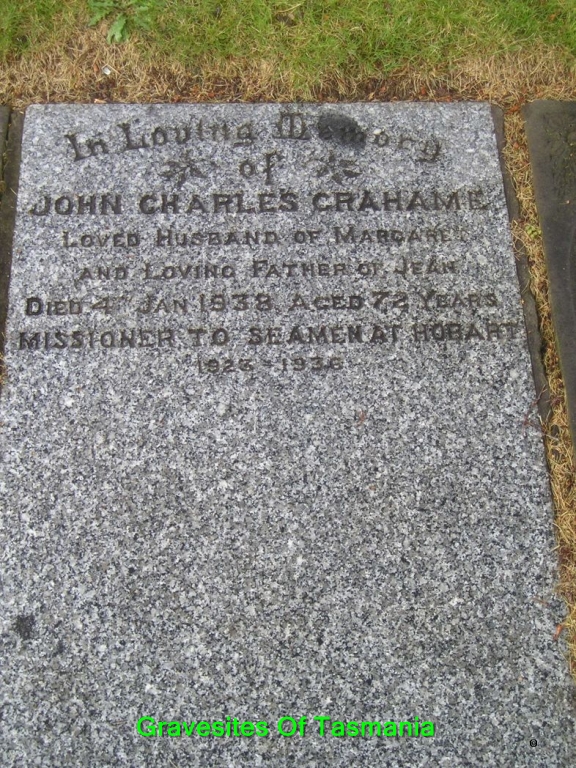 In Loving Memory
of
JOHN CHARLES GRAHAME
LOVED HUSBAND OF MARGARET
AND LOVING FATHER OF JEAN
DIED 4TH JAN. 1938 AGED 72 YEARS
MISSIONER TO SEAMEN AT HOBART
1923 - 1936
Gravesites Of Tasmania
©